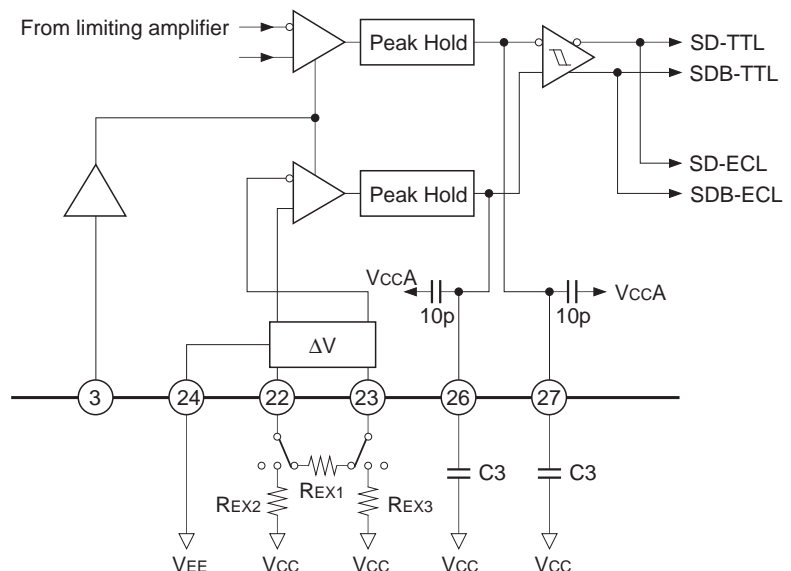 From limiting amplifier
Peak Hold
SD-TTL
SDB-TTL
SD-ECL
SDB-ECL
Peak Hold
VCCA
10p
10p
VCCA
ΔV
3
24
22
23
26
27
REX1
C3
C3
REX2
REX3
VEE
VCC
VCC
VCC
VCC